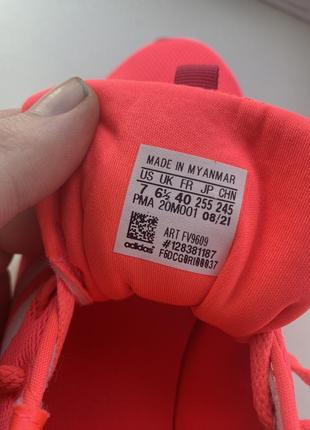 MADE IN MYANMAR
US UK FR JP CHN
7 6½ 40 255 245
PMA 20M001 08/21
ART FV9609
#128381187
F6DCG0RI00037
adidas